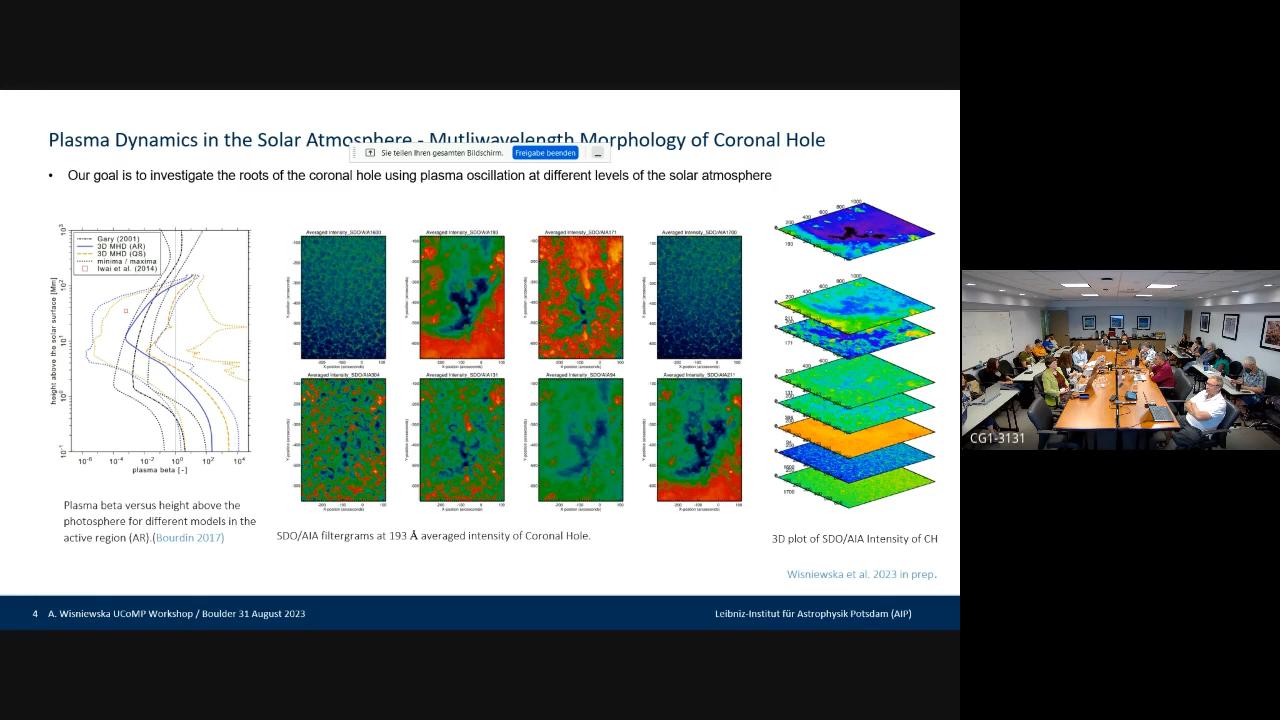 Plasma Dynamics in the Solar Atmosphere - Mutliwavelength Morphology of Coronal Hole
Sie teilen Ihren gesamten Bildschirm. Freigabe beenden
• Our goal is to investigate the roots of the coronal hole using plasma oscillation at different levels of the solar atmosphere
Gary (2001)
3D MHD (AR)
3D MHD (QS)
minima / maxima
Iwai et al. (2014)
height above the solar surface [Mm]
plasma beta [-]
Averaged Intensity_SDO/AIA1600
Averaged Intensity_SDO/AIA193
Averaged Intensity_SDO/AIA171
Averaged Intensity_SDO/AIA1700
Averaged Intensity_SDO/AIA304
Averaged Intensity_SDO/AIA131
Averaged Intensity_SDO/AIA94
Averaged Intensity_SDO/AIA211
Plasma beta versus height above the
photosphere for different models in the
active region (AR).(Bourdin 2017)
SDO/AIA filtergrams at 193 Å averaged intensity of Coronal Hole.
3D plot of SDO/AIA Intensity of CH
Wisniewska et al. 2023 in prep.
4 A. Wisniewska UCoMP Workshop / Boulder 31 August 2023
Leibniz-Institut für Astrophysik Potsdam (AIP)
CG1-3131